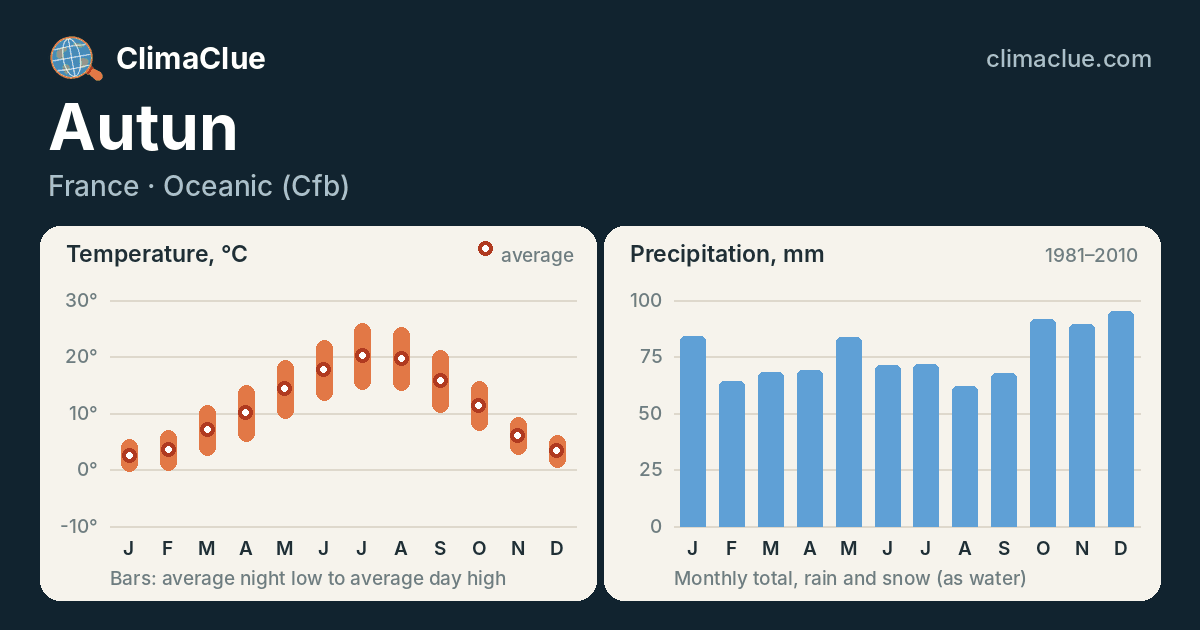 ClimaClue
climaclue.com
Autun
France · Oceanic (Cfb)
Temperature, °C
average
30°
20°
10°
0°
-10°
J F M A M J J A S O N D
Bars: average night low to average day high
Precipitation, mm
1981–2010
100
75
50
25
0
J F M A M J J A S O N D
Monthly total, rain and snow (as water)